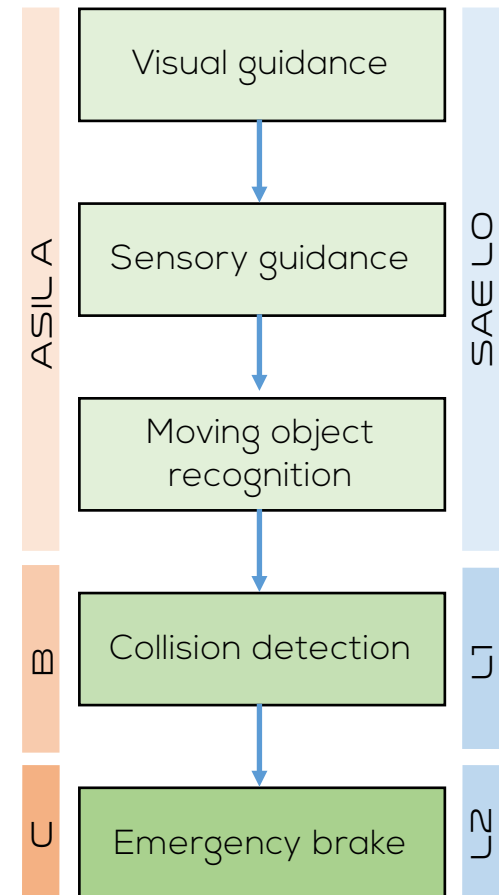 Visual guidance
Sensory guidance
Moving object
recognition
Collision detection
Emergency brake
ASIL A
B
C
SAE L0
L1
L2